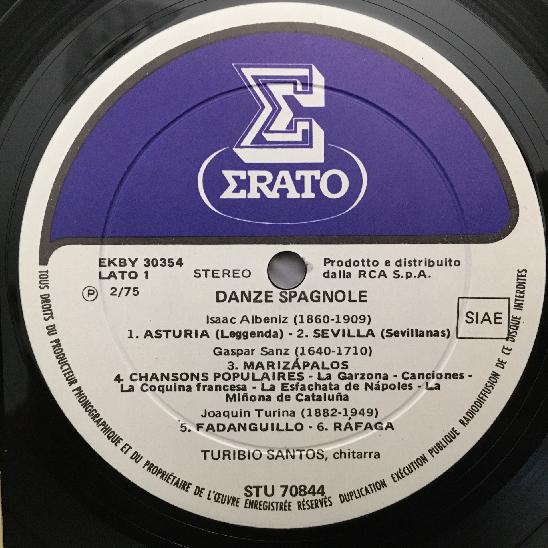 ΣRATO
EKBY 30354
LATO 1
STEREO
Prodotto e distribuito
dalla RCA S.p.A.
Ⓟ 2/75
DANZE SPAGNOLE
SIAE
Isaac Albeniz (1860-1909)
1. ASTURIA (Leggenda) - 2. SEVILLA (Sevillanas)
Gaspar Sanz (1640-1710)
3. MARIZÁPALOS
4. CHANSONS POPULAIRES - La Garzona - Canciones -
La Coquina francesa - La Esfachata de Nápoles - La
Miñona de Cataluña
Joaquin Turina (1882-1949)
5. FADANGUILLO - 6. RÁFAGA
TURIBIO SANTOS, chitarra
STU 70844
TOUS DROITS DU PRODUCTEUR PHONOGRAPHIQUE ET DU PROPRIÉTAIRE DE L'ŒUVRE ENREGISTRÉE RÉSERVÉS DUPLICATION EXÉCUTION PUBLIQUE RADIODIFFUSION DE CE DISQUE INTERDITES